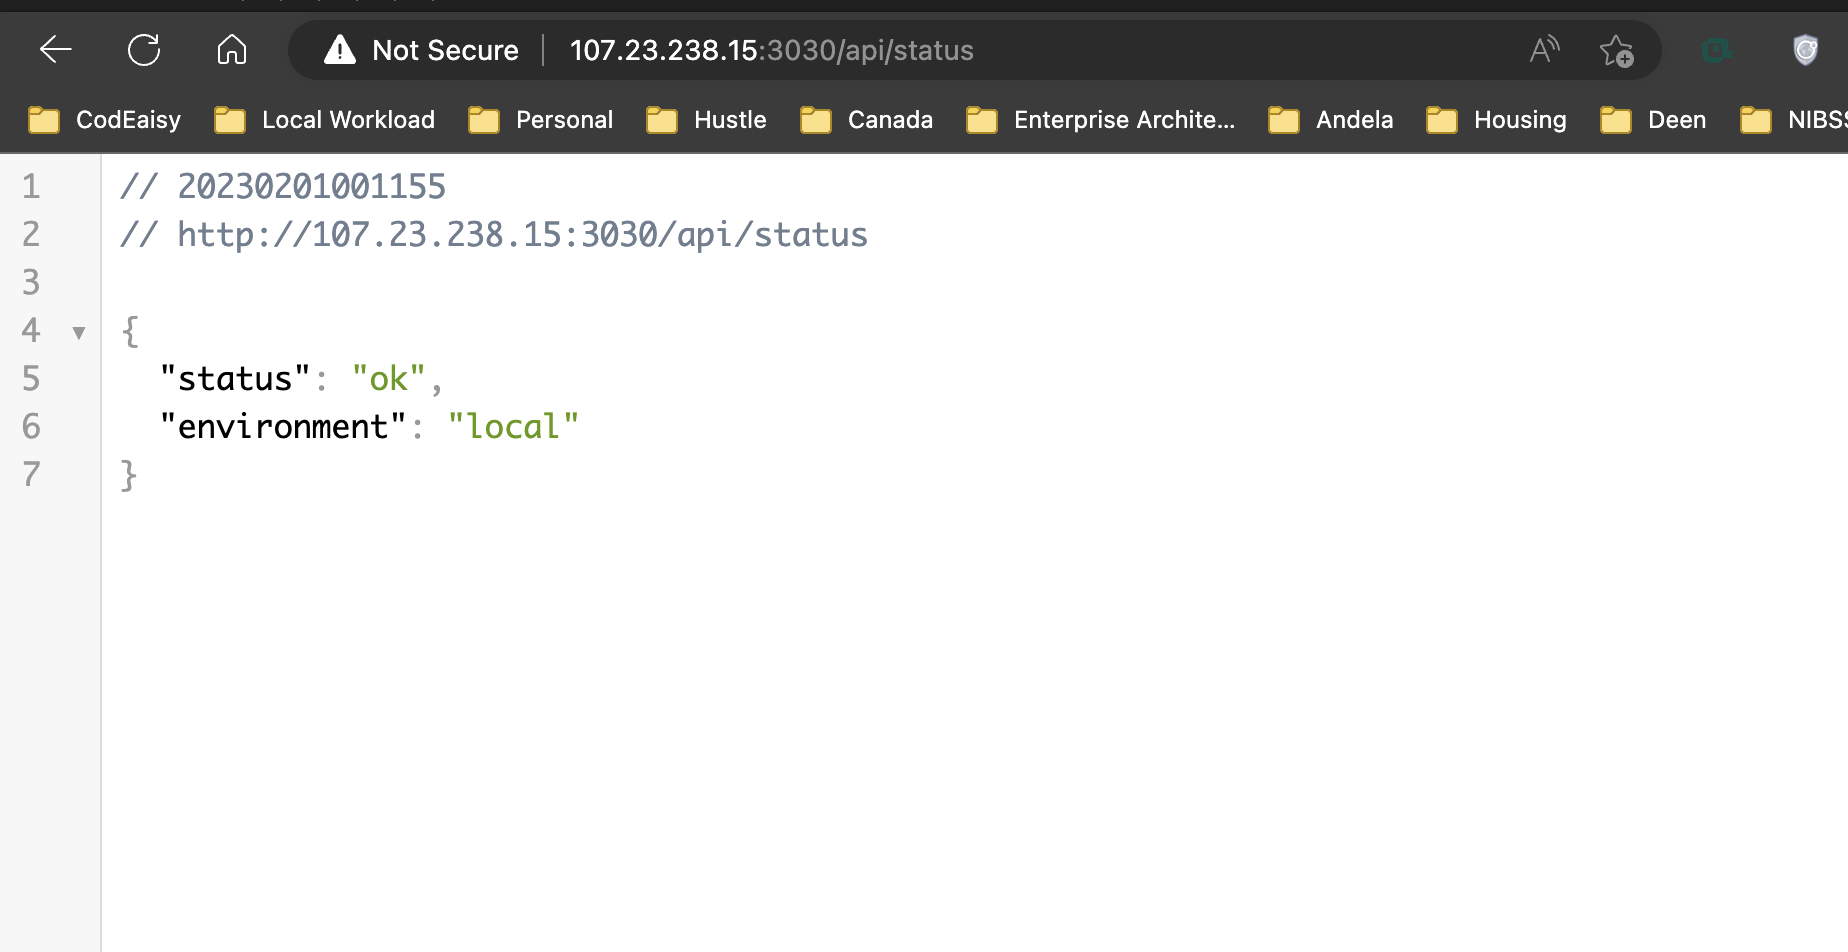 Not Secure 107.23.238.15:3030/api/status
CodEaisy Local Workload Personal Hustle Canada Enterprise Archite... Andela Housing Deen NIBSS
1 // 20230201001155
2 // http://107.23.238.15:3030/api/status
3
4 {
5 "status": "ok",
6 "environment": "local"
7 }